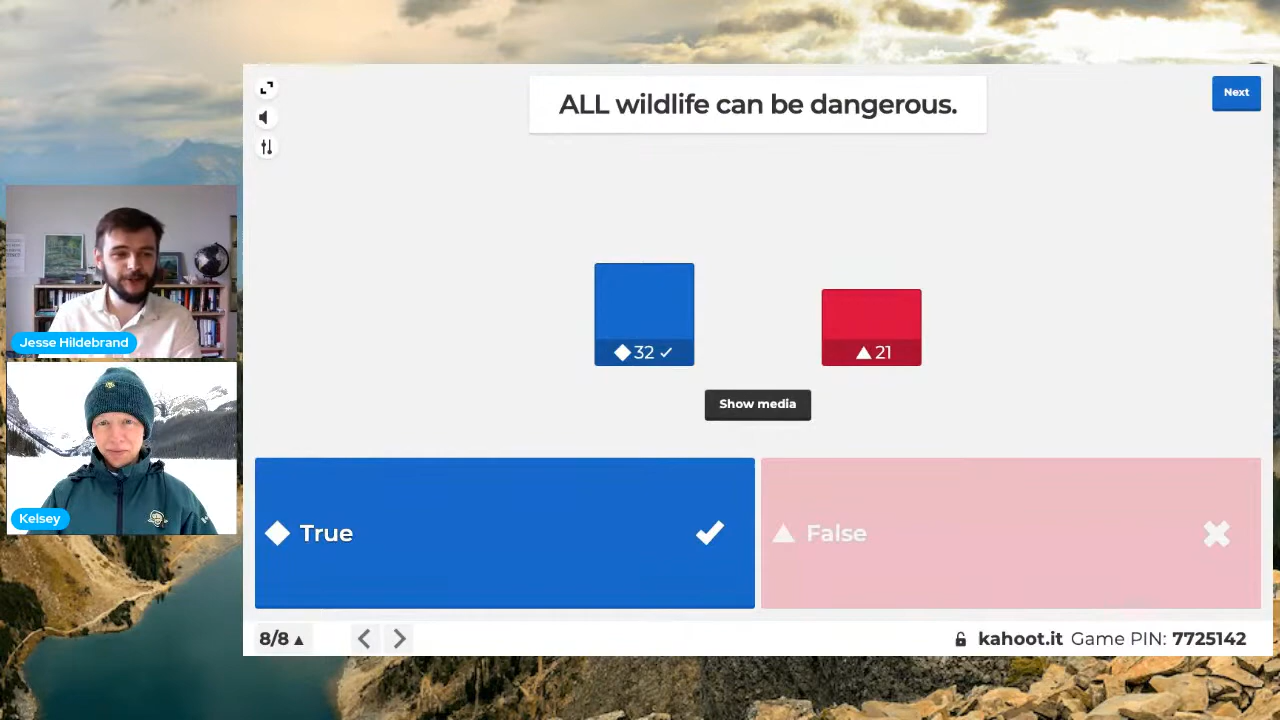 ALL wildlife can be dangerous.
Next
32
21
Show media
True
False
Jesse Hildebrand
Kelsey
8/8
kahoot.it Game PIN: 7725142